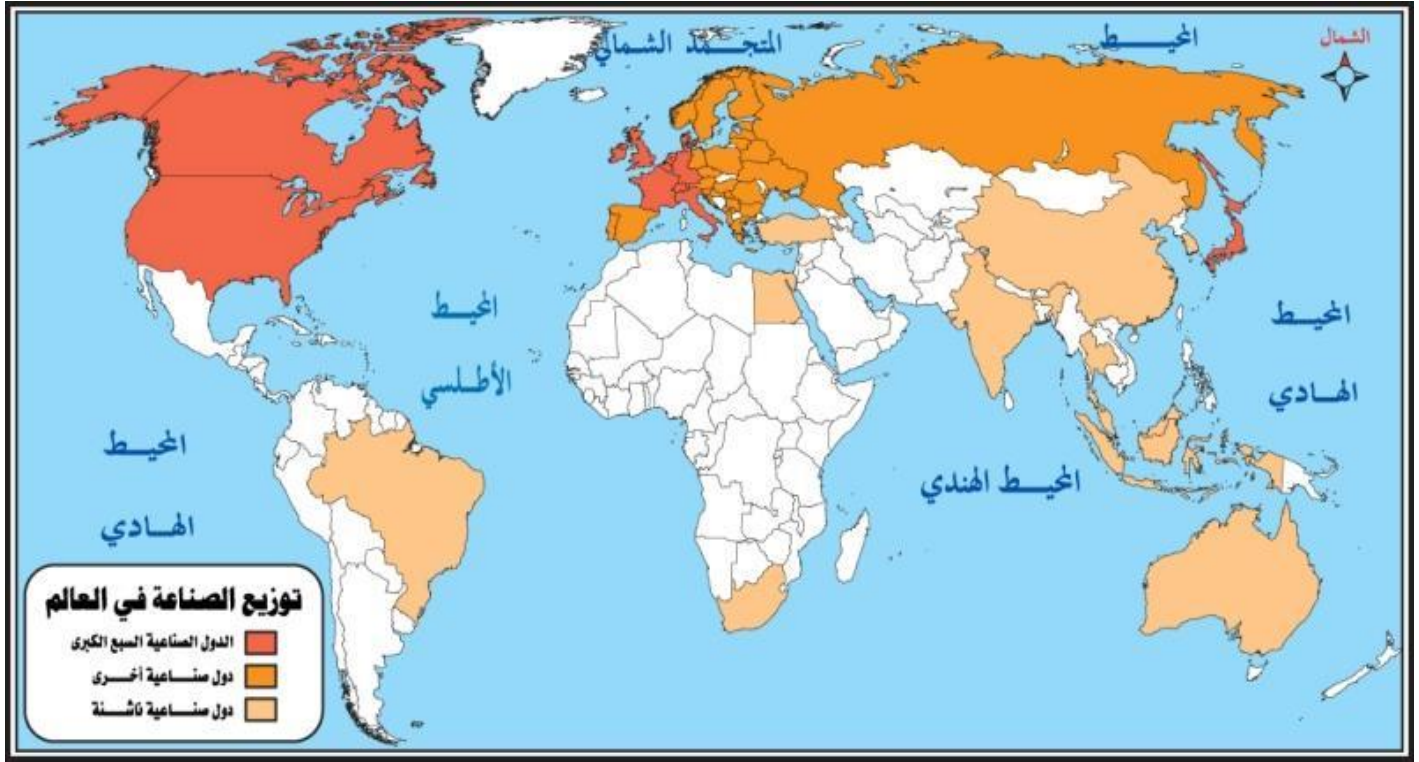 المحيط
المتجمد الشمالي
الشمال
المحيط
الأطلسي
المحيط
الهادي
المحيط
الهادي
المحيط الهندي
توزيع الصناعة في العالم
الدول الصناعية السبع الكبرى
دول صناعية أخرى
دول صناعية ناشئة